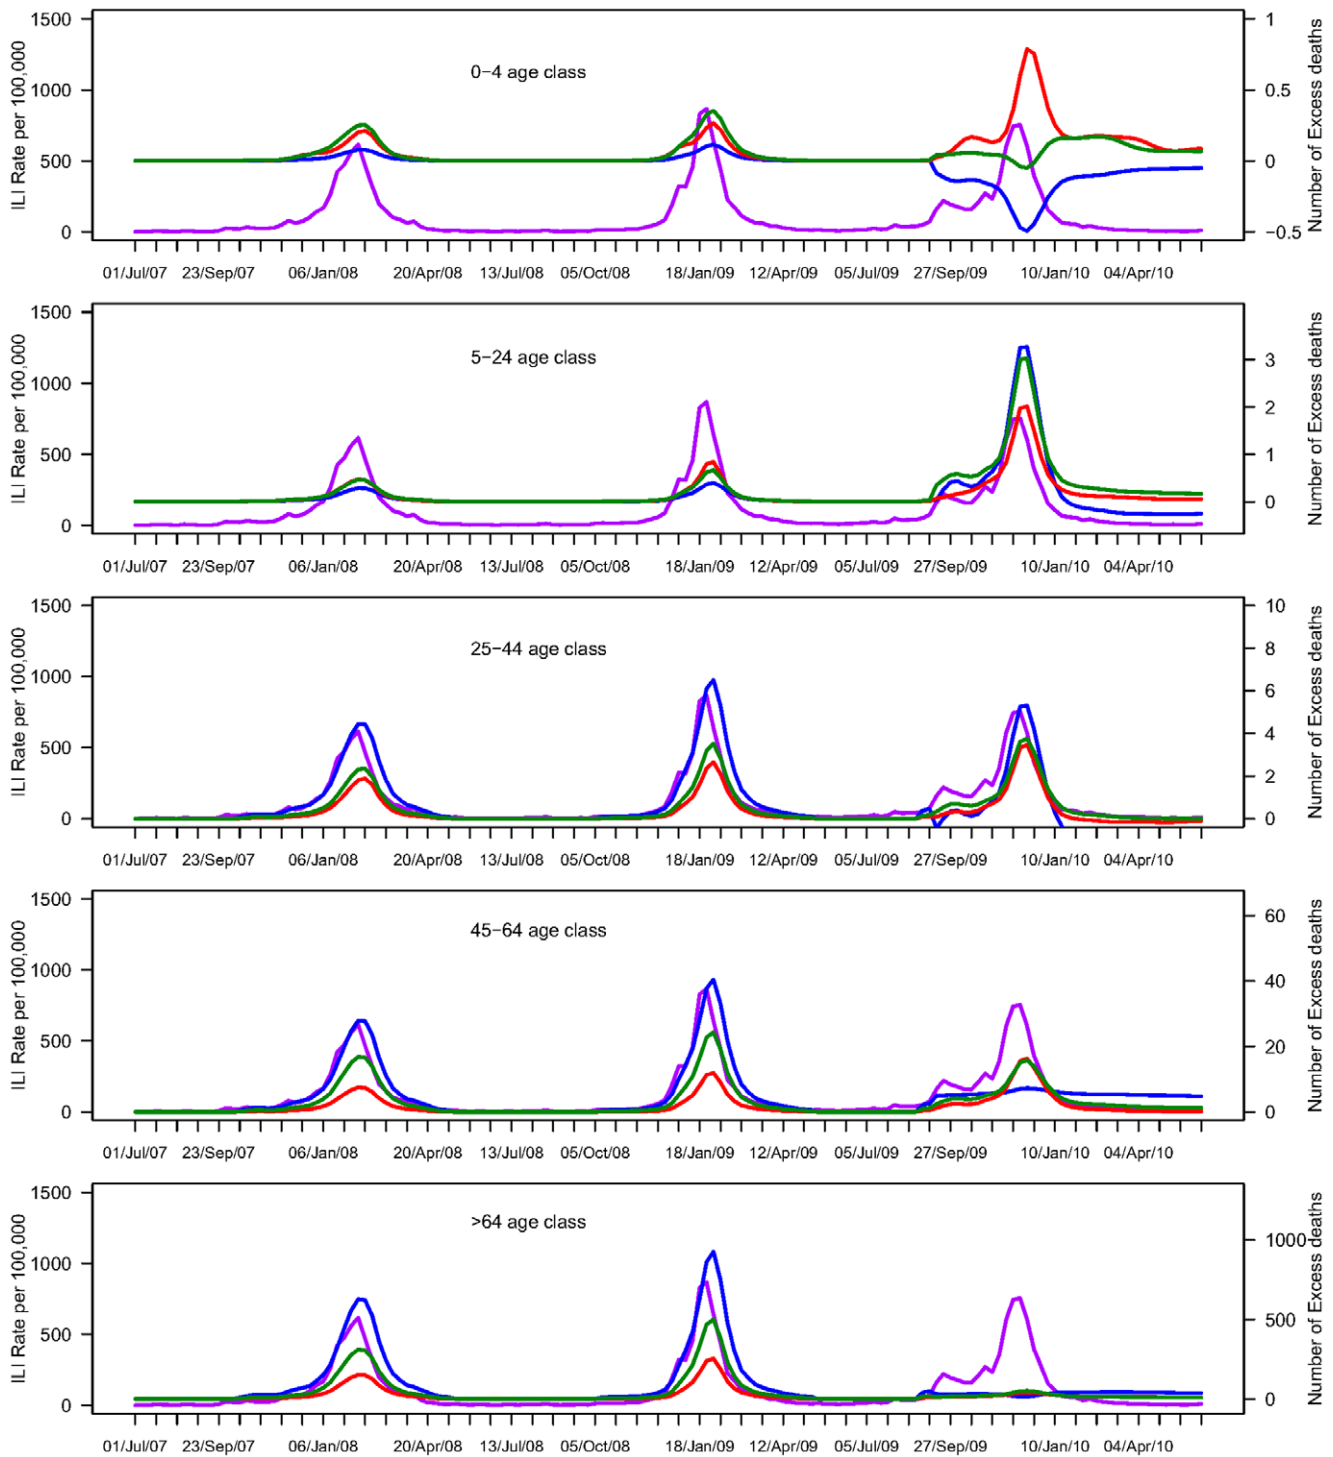 ILI Rate per 100,000
1500
1000
500
0
0−4 age class
1
0.5
0
−0.5
Number of Excess deaths
01/Jul/07 23/Sep/07 06/Jan/08 20/Apr/08 13/Jul/08 05/Oct/08 18/Jan/09 12/Apr/09 05/Jul/09 27/Sep/09 10/Jan/10 04/Apr/10
ILI Rate per 100,000
1500
1000
500
0
5−24 age class
3
2
1
0
Number of Excess deaths
01/Jul/07 23/Sep/07 06/Jan/08 20/Apr/08 13/Jul/08 05/Oct/08 18/Jan/09 12/Apr/09 05/Jul/09 27/Sep/09 10/Jan/10 04/Apr/10
ILI Rate per 100,000
1500
1000
500
0
25−44 age class
10
8
6
4
2
0
Number of Excess deaths
01/Jul/07 23/Sep/07 06/Jan/08 20/Apr/08 13/Jul/08 05/Oct/08 18/Jan/09 12/Apr/09 05/Jul/09 27/Sep/09 10/Jan/10 04/Apr/10
ILI Rate per 100,000
1500
1000
500
0
45−64 age class
60
40
20
0
Number of Excess deaths
01/Jul/07 23/Sep/07 06/Jan/08 20/Apr/08 13/Jul/08 05/Oct/08 18/Jan/09 12/Apr/09 05/Jul/09 27/Sep/09 10/Jan/10 04/Apr/10
ILI Rate per 100,000
1500
1000
500
0
>64 age class
1000
500
0
Number of Excess deaths
01/Jul/07 23/Sep/07 06/Jan/08 20/Apr/08 13/Jul/08 05/Oct/08 18/Jan/09 12/Apr/09 05/Jul/09 27/Sep/09 10/Jan/10 04/Apr/10